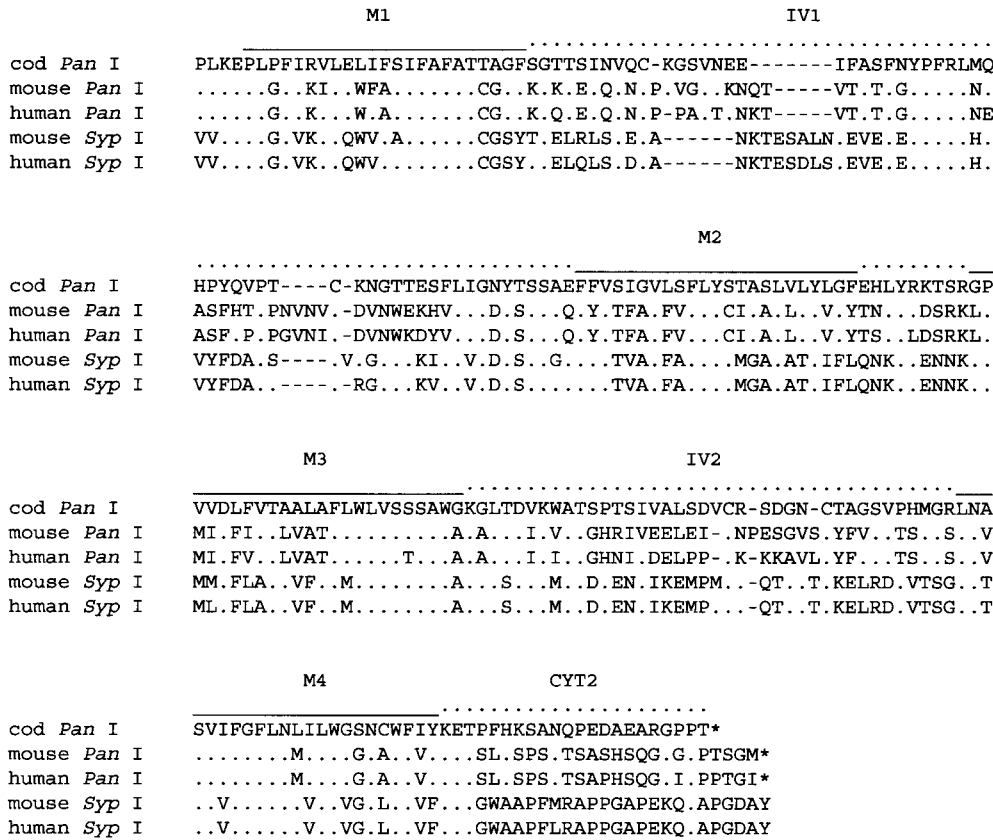 M1 IV1
cod Pan I PLKEPLPFIRVLELIFSIFAFATTAGFSGTTSINVQC-KGSVNEE-------IFASFNYPFRLMQ
mouse Pan I ......G..KI..WFA........CG..K.K.E.Q.N.P.VG..KNQT-----VT.T.G.....N.
human Pan I ......G..K...W.A........CG..K.Q.E.Q.N.P-PA.T.NKT-----VT.T.G.....NE
mouse Syp I VV....G.VK..QWV.A......CGSYT.ELRLS.E.A------NKTESALN.EVE.E.....H.
human Syp I VV....G.VK..QWV........CGSY..ELQLS.D.A------NKTESDLS.EVE.E.....H.
M2
cod Pan I HPYQVPT----C-KNGTTESFLIGNYTSSAEFFVSIGVLSFLYSTASLVLYLGFEHLYRKTSRGP
mouse Pan I ASFHT.PNVNV.-DVNWEKHV...D.S...Q.Y.TFA.FV....CI.A.L..V.YTN...DSRKL.
human Pan I ASF.P.PGVNI.-DVNWKDYV...D.S...Q.Y.TFA.FV....CI.A.L..V.YTS..LDSRKL.
mouse Syp I VYFDA.S-----.V.G...KI..V.D.S..G....TVA.FA....MGA.AT.IFLQNK..ENNK..
human Syp I VYFDA..-----RG...KV..V.D.S.......TVA.FA....MGA.AT.IFLQNK..ENNK..
M3 IV2
cod Pan I VVDLFVTAALAFLWLVSSSAWGKGLTDVKWATSPTSIVALSDVCR-SDGN-CTAGSVPHMGRLNA
mouse Pan I MI.FI..LVAT..........A.A...I.V...GHRIVEELEI-.NPESGVS.YFV..TS..S..V
human Pan I MI.FV..LVAT......T...A.A...I.I...GHNI.DELPP-.K-KKAVL.YF...TS..S..V
mouse Syp I MM.FLA..VF..M........A...S...M..D.EN.IKEMPM..-QT..T.KELRD.VTSG..T
human Syp I ML.FLA..VF..M........A...S...M..D.EN.IKEMP...-QT..T.KELRD.VTSG..T
M4 CYT2
cod Pan I SVIFGFLNLILWGSNCWFIYKETPFHKSANQPEDAEARGPPT*
mouse Pan I ........M....G.A..V....SL.SPS.TSASHSQG.G.PTSGM*
human Pan I ........M....G.A..V....SL.SPS.TSAPHSQG.I.PPTGI*
mouse Syp I ..V......V..VG.L..VF...GWAAPFMRAPPGAPEKQ.APGDAY
human Syp I ..V......V..VG.L..VF...GWAAPFLRAPPGAPEKQ.APGDAY